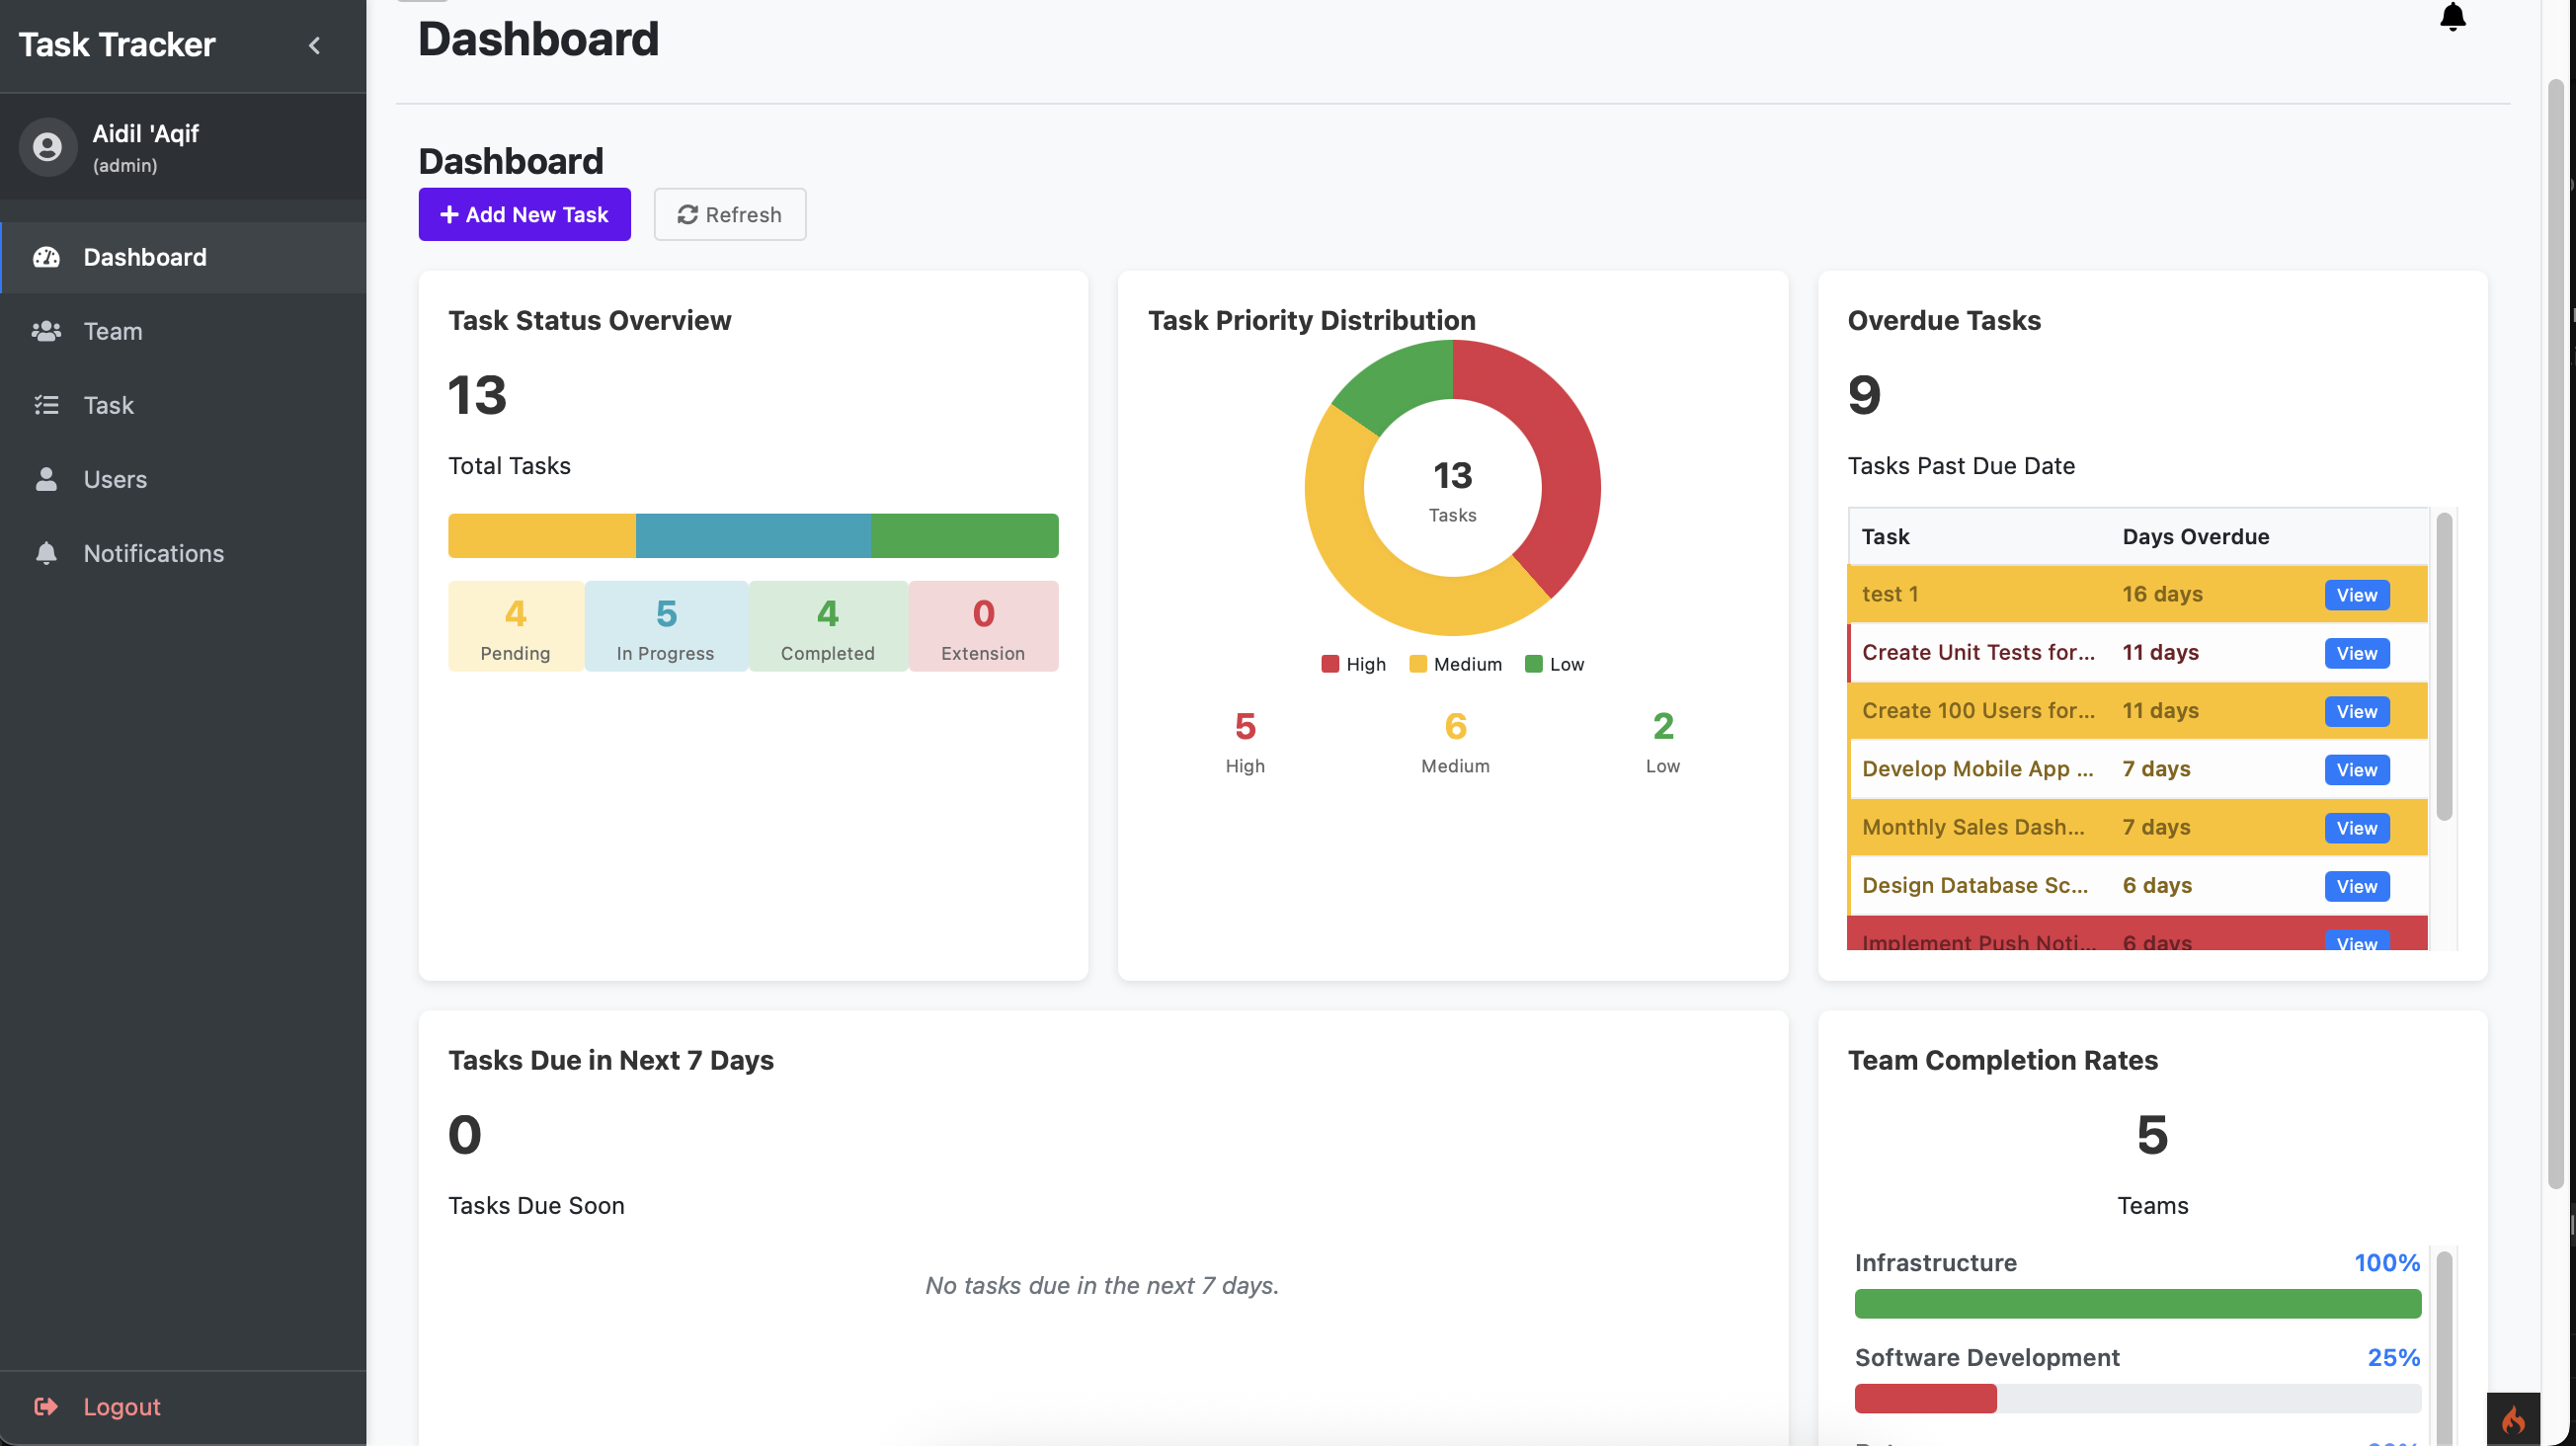 Task Tracker
Aidil 'Aqif
(admin)
Dashboard
Team
Task
Users
Notifications
Logout
Dashboard
Dashboard
Add New Task
Refresh
Task Status Overview
13
Total Tasks
4
Pending
5
In Progress
4
Completed
0
Extension
Task Priority Distribution
13
Tasks
High Medium Low
5
High
6
Medium
2
Low
Overdue Tasks
9
Tasks Past Due Date
Task Days Overdue
test 1 16 days View
Create Unit Tests for... 11 days View
Create 100 Users for... 11 days View
Develop Mobile App ... 7 days View
Monthly Sales Dash... 7 days View
Design Database Sc... 6 days View
Implement Push Noti... 6 days View
Tasks Due in Next 7 Days
0
Tasks Due Soon
No tasks due in the next 7 days.
Team Completion Rates
5
Teams
Infrastructure 100%
Software Development 25%